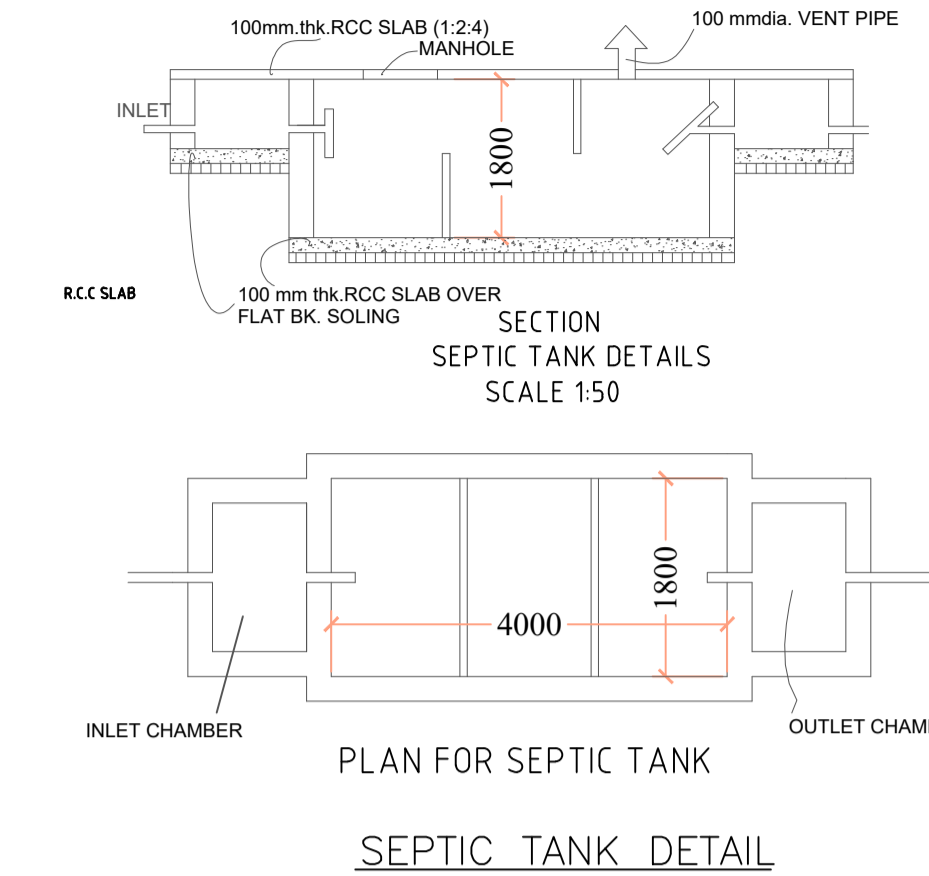 100mm.thk.RCC SLAB (1:2:4)
MANHOLE
100 mmdia. VENT PIPE
INLET
1800
R.C.C SLAB
100 mm thk.RCC SLAB OVER
FLAT BK. SOLING
SECTION
SEPTIC TANK DETAILS
SCALE 1:50
1800
4000
INLET CHAMBER
OUTLET CHAM
PLAN FOR SEPTIC TANK
SEPTIC TANK DETAIL